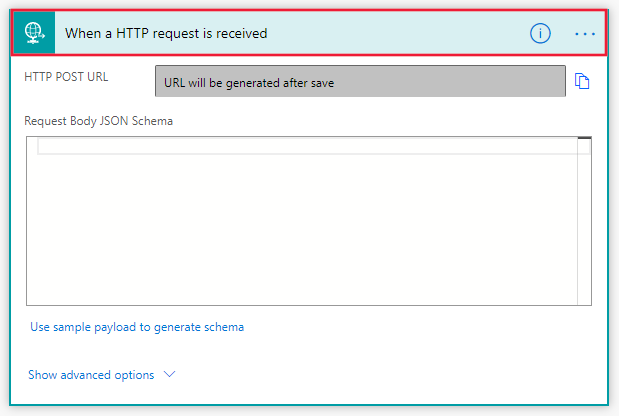 When a HTTP request is received
HTTP POST URL
URL will be generated after save
Request Body JSON Schema
Use sample payload to generate schema
Show advanced options